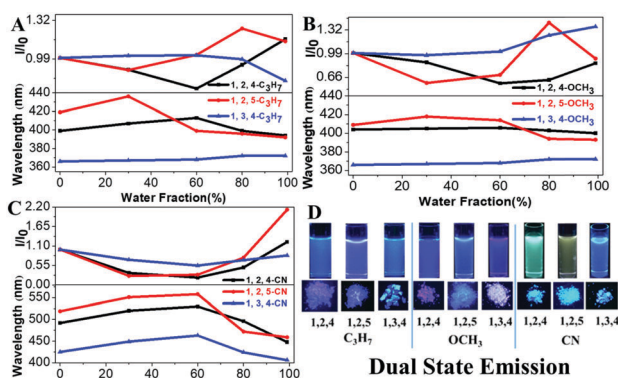 A
I/I0
1.32
0.99
440
420
400
380
360
Wavelength (nm)
1, 2, 4-C3H7
1, 2, 5-C3H7
1, 3, 4-C3H7
0 20 40 60 80 100
Water Fraction(%)
B
I/I0
1.32
0.99
0.66
440
420
400
380
360
Wavelength (nm)
1, 2, 4-OCH3
1, 2, 5-OCH3
1, 3, 4-OCH3
0 20 40 60 80 100
Water Fraction(%)
C
I/I0
2.20
1.65
1.10
0.55
0.00
550
500
450
400
Wavelength (nm)
1, 2, 4-CN
1, 2, 5-CN
1, 3, 4-CN
0 20 40 60 80 100
D
1,2,4 1,2,5 1,3,4 1,2,4 1,2,5 1,3,4 1,2,4 1,2,5 1,3,4
C3H7 OCH3 CN
Dual State Emission